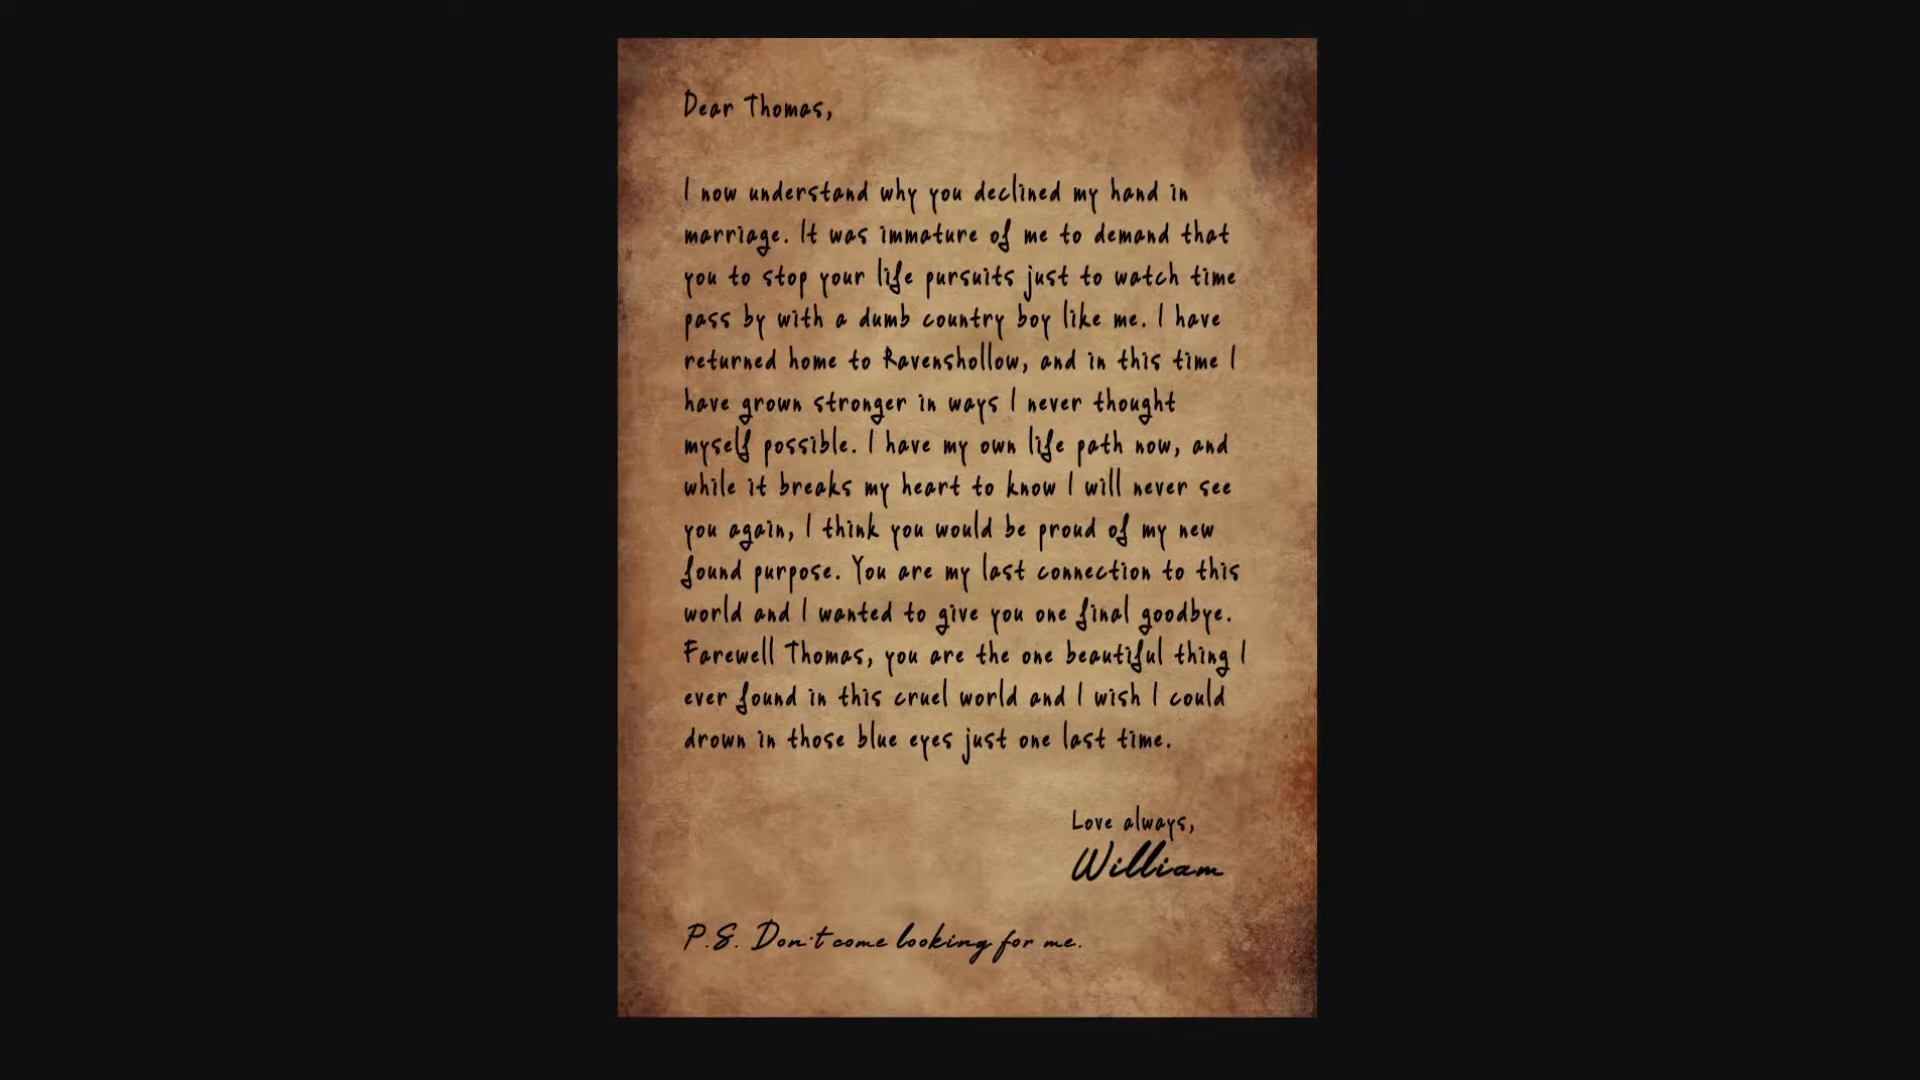 Dear Thomas,
I now understand why you declined my hand in
marriage. It was immature of me to demand that
you to stop your life pursuits just to watch time
pass by with a dumb country boy like me. I have
returned home to Ravenshollow, and in this time I
have grown stronger in ways I never thought
myself possible. I have my own life path now, and
while it breaks my heart to know I will never see
you again, I think you would be proud of my new
found purpose. You are my last connection to this
world and I wanted to give you one final goodbye.
Farewell Thomas, you are the one beautiful thing I
ever found in this cruel world and I wish I could
drown in those blue eyes just one last time.
Love always,
William
P.S. Don't come looking for me.